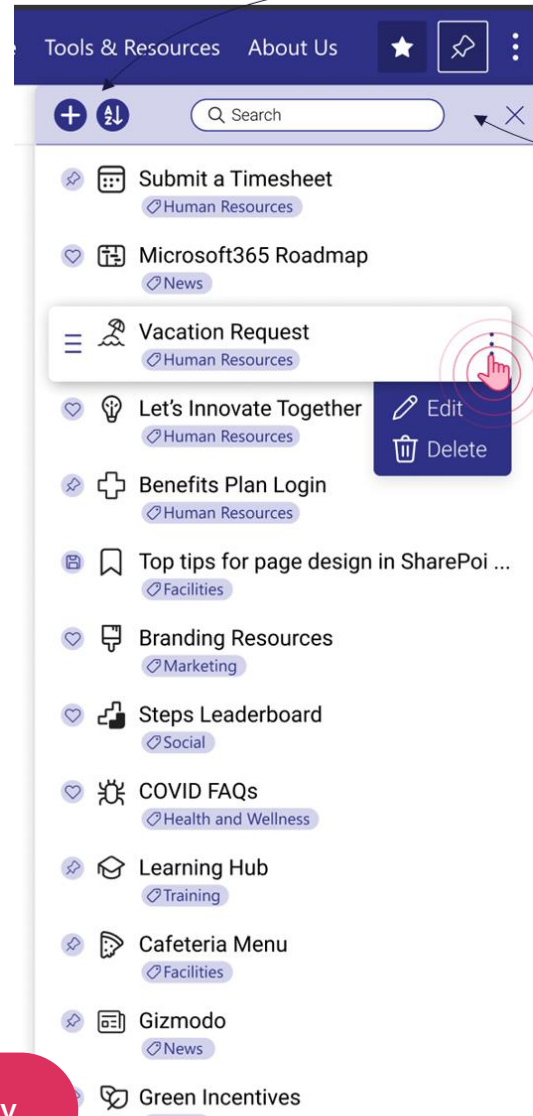 Tools & Resources About Us
Search
Submit a Timesheet
Human Resources
Microsoft365 Roadmap
News
Vacation Request
Human Resources
Let's Innovate Together
Edit
Human Resources
Delete
Benefits Plan Login
Human Resources
Top tips for page design in SharePoi ...
Facilities
Branding Resources
Marketing
Steps Leaderboard
Social
COVID FAQs
Health and Wellness
Learning Hub
Training
Cafeteria Menu
Facilities
Gizmodo
News
Green Incentives